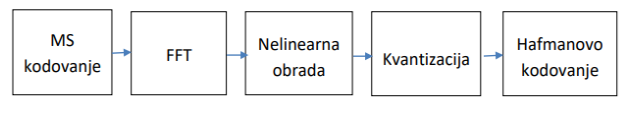 MS
kodovanje
FFT
Nelinearna
obrada
Kvantizacija
Hafmanovo
kodovanje